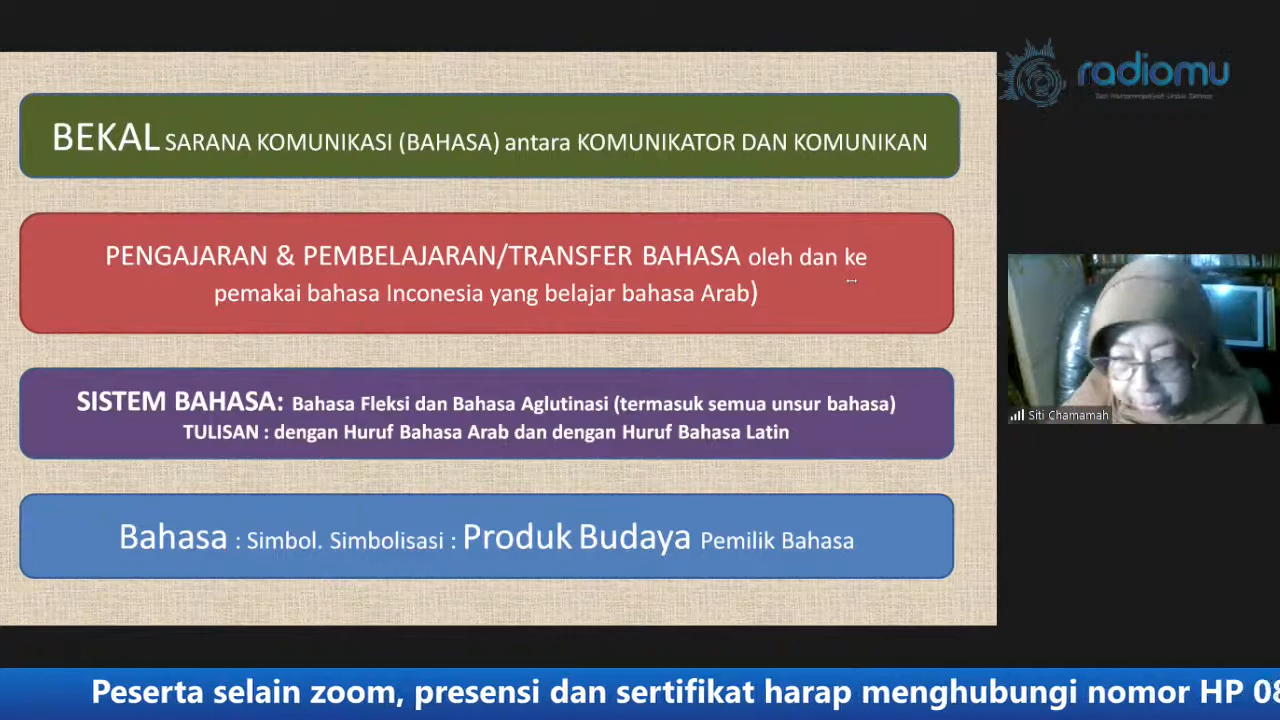 radiomu
BEKAL SARANA KOMUNIKASI (BAHASA) antara KOMUNIKATOR DAN KOMUNIKAN
PENGAJARAN & PEMBELAJARAN/TRANSFER BAHASA oleh dan ke
pemakai bahasa Inconesia yang belajar bahasa Arab)
SISTEM BAHASA: Bahasa Fleksi dan Bahasa Aglutinasi (termasuk semua unsur bahasa)
TULISAN : dengan Huruf Bahasa Arab dan dengan Huruf Bahasa Latin
Bahasa : Simbol. Simbolisasi : Produk Budaya Pemilik Bahasa
Siti Chamamah
Peserta selain zoom, presensi dan sertifikat harap menghubungi nomor HP 08